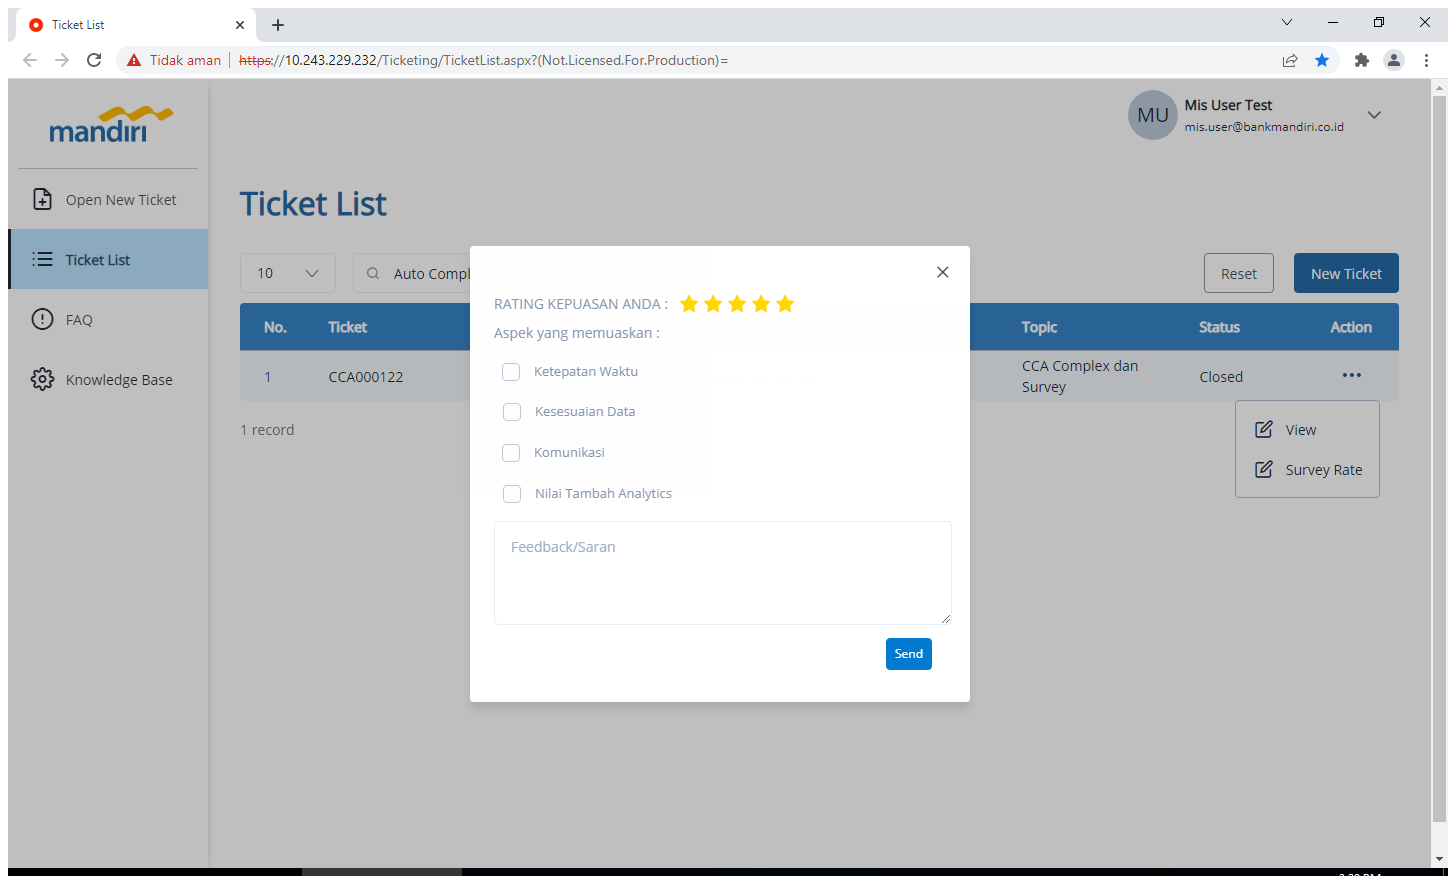 Ticket List
Tidak aman
https://10.243.229.232/Ticketing/TicketList.aspx?(Not.Licensed.For.Production)=
mandiri
MU
Mis User Test
mis.user@bankmandiri.co.id
Open New Ticket
Ticket List
FAQ
Knowledge Base
Ticket List
10
Auto Compl
Reset
New Ticket
No.
Ticket
Topic
Status
Action
1
CCA000122
CCA Complex dan
Survey
Closed
1 record
View
Survey Rate
RATING KEPUASAN ANDA :
Aspek yang memuaskan :
Ketepatan Waktu
Kesesuaian Data
Komunikasi
Nilai Tambah Analytics
Feedback/Saran
Send